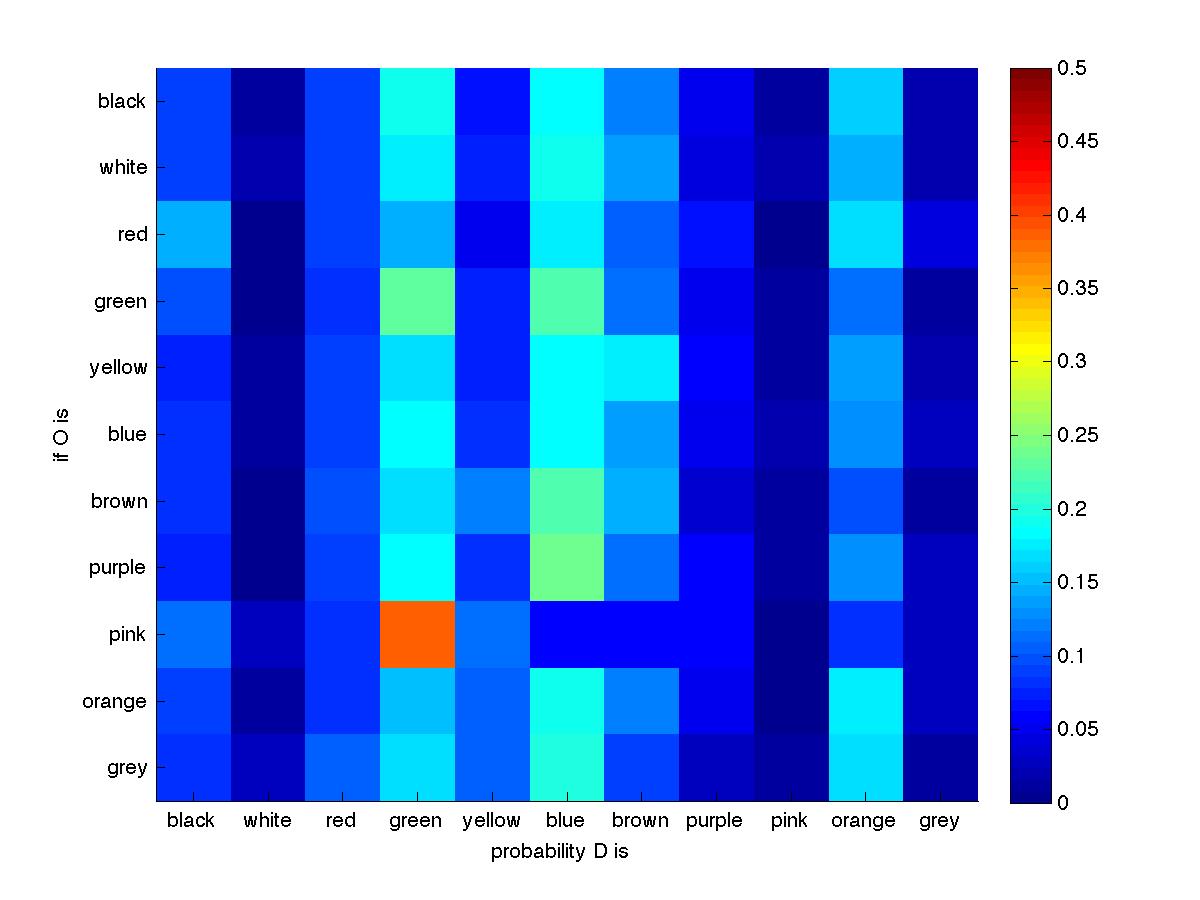 black
white
red
green
yellow
blue
brown
purple
pink
orange
grey
if O is
black white red green yellow blue brown purple pink orange grey
probability D is
0.5
0.45
0.4
0.35
0.3
0.25
0.2
0.15
0.1
0.05
0